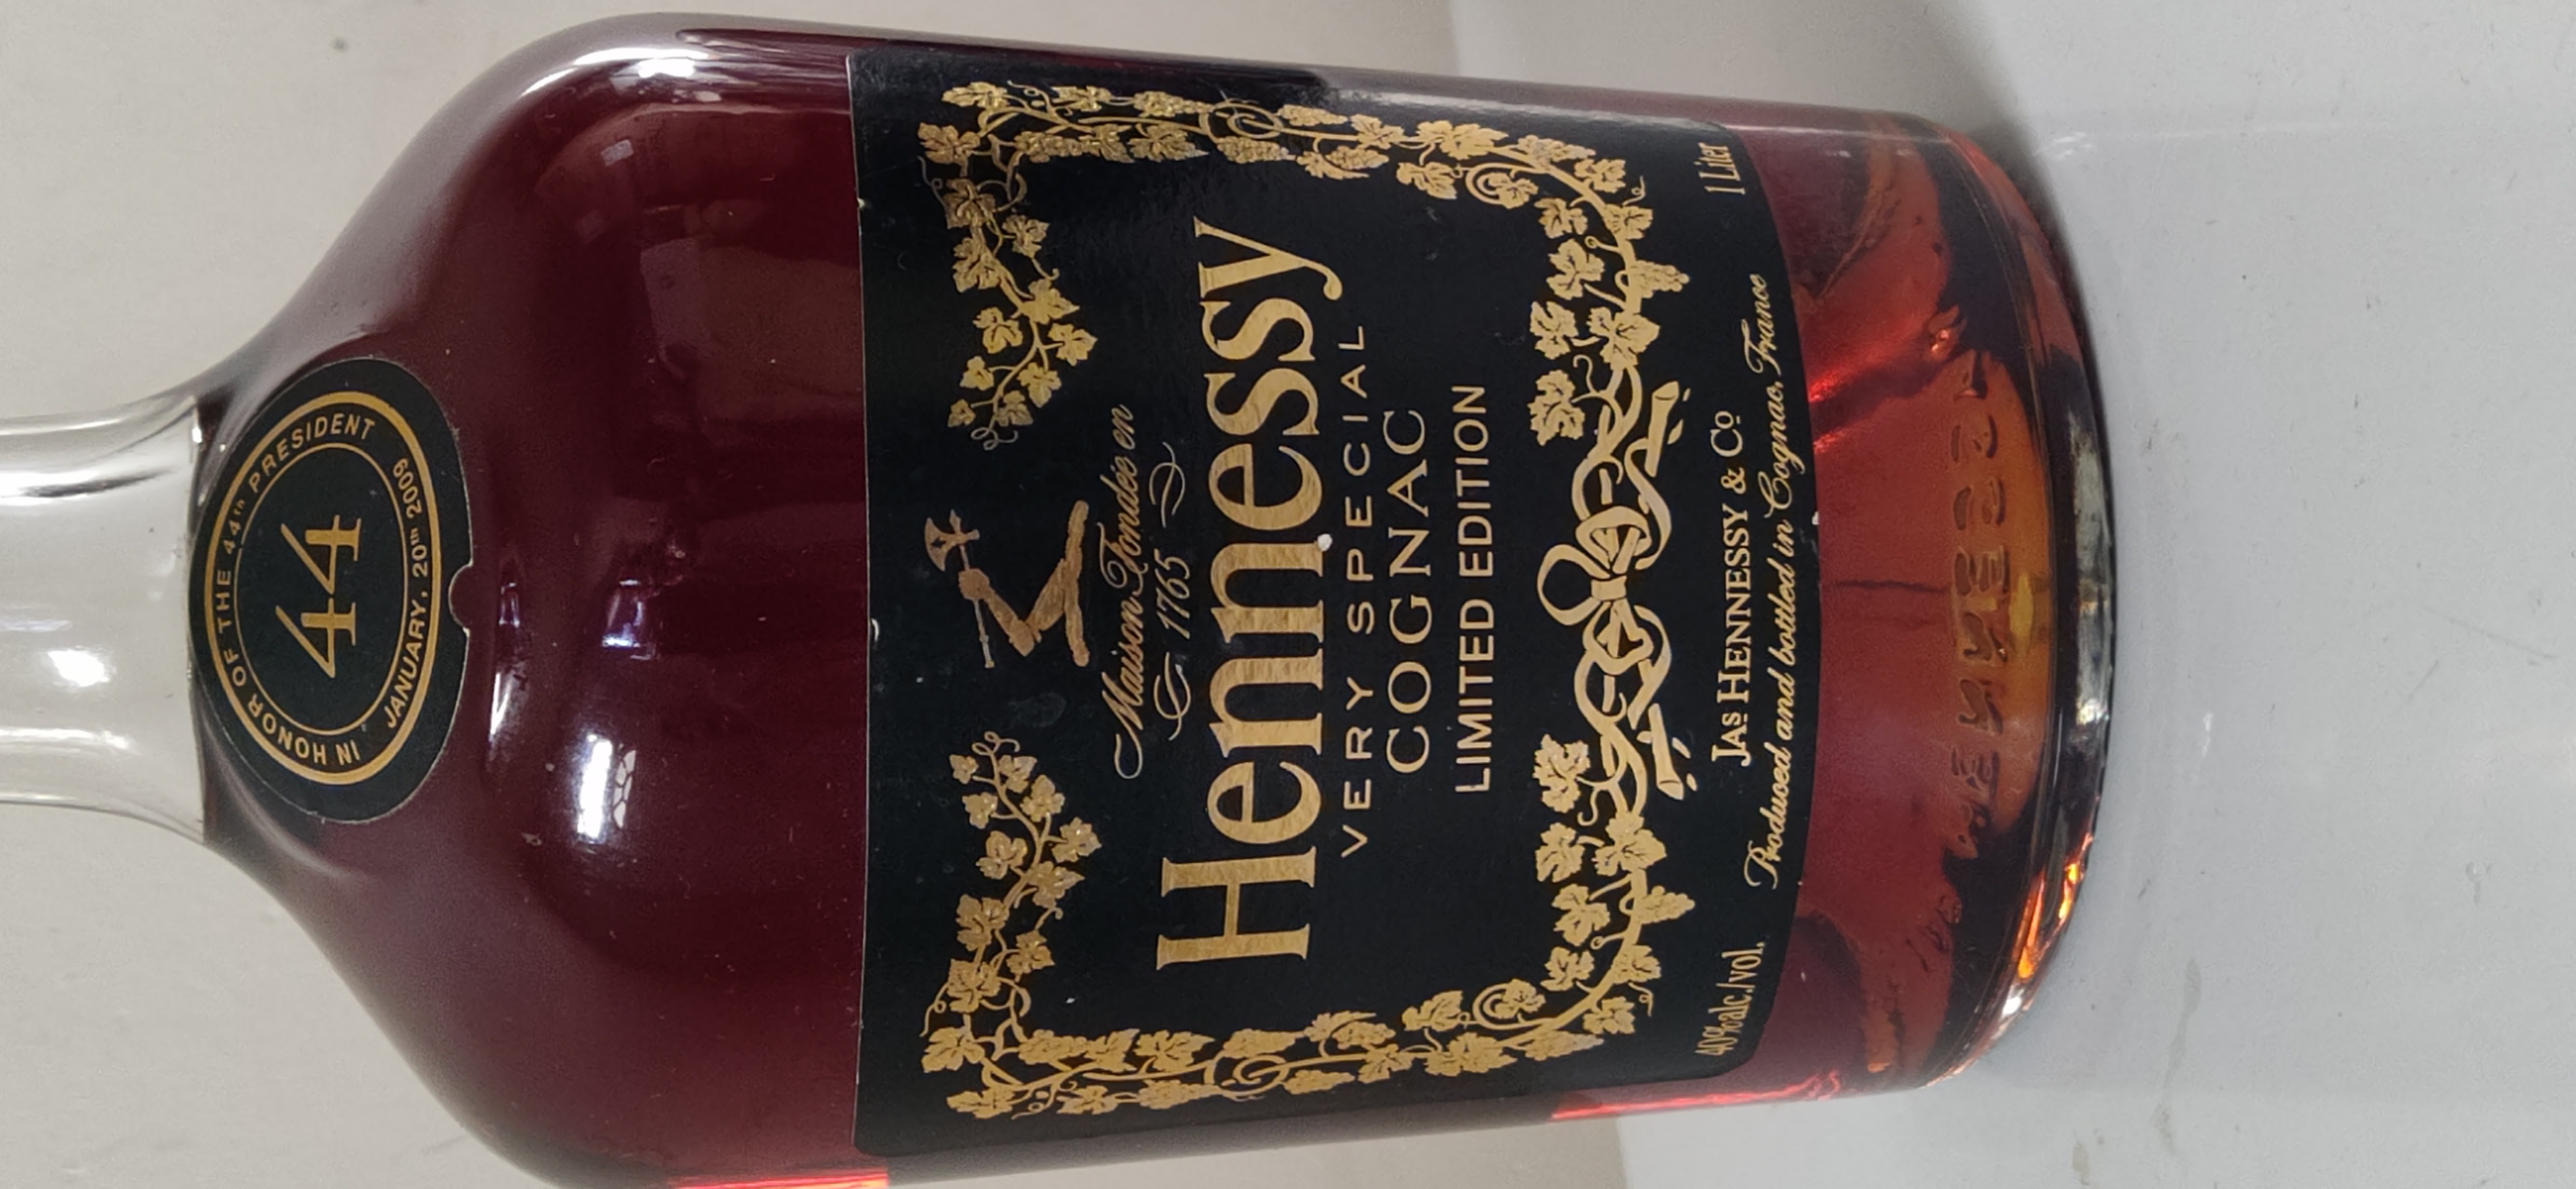 IN HONOR OF THE 44th PRESIDENT
44
JANUARY, 20th 2009
Maison Fondée en
1765
Hennessy
VERY SPECIAL
COGNAC
LIMITED EDITION
JAs HENNESSY & Co
40%alc./vol. Produced and bottled in Cognac, France 1 Liter